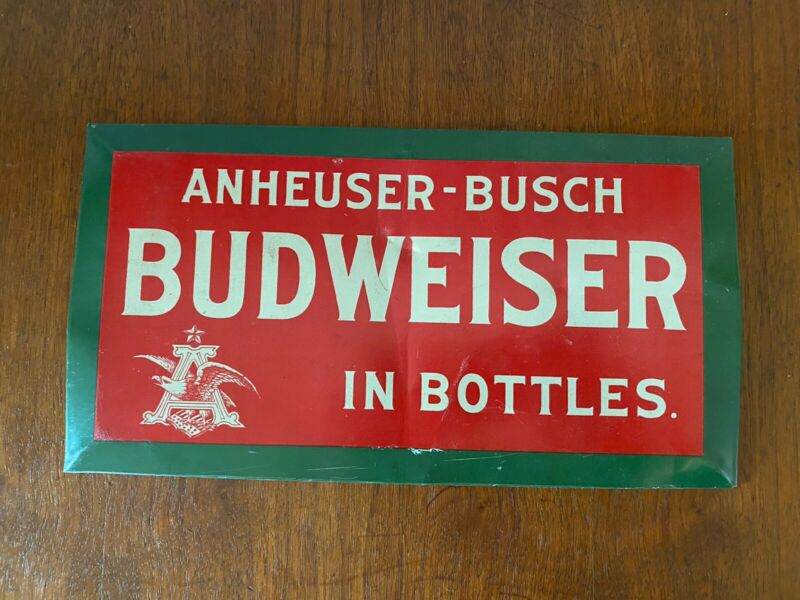 ANHEUSER-BUSCH
BUDWEISER
IN BOTTLES.